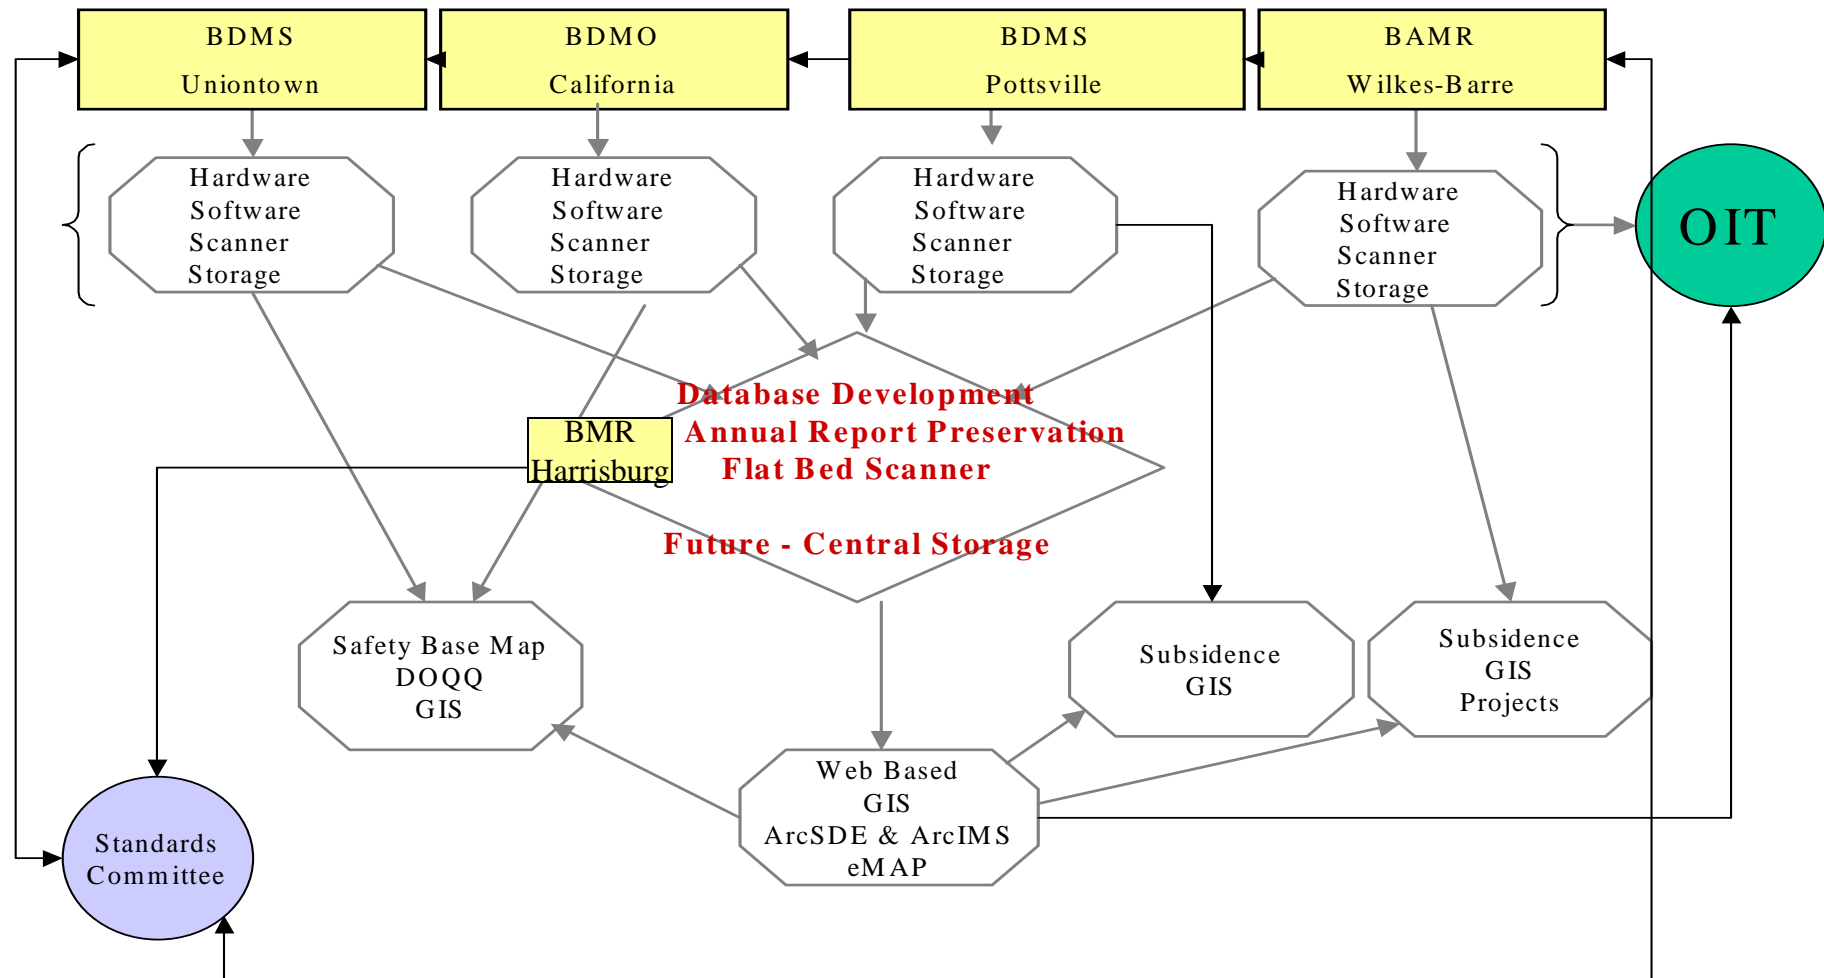 BDMS
Uniontown
BDMO
California
BDMS
Pottsville
BAMR
Wilkes-Barre
Hardware
Software
Scanner
Storage
Hardware
Software
Scanner
Storage
Hardware
Software
Scanner
Storage
Hardware
Software
Scanner
Storage
OIT
Database Development
Annual Report Preservation
Flat Bed Scanner
Future - Central Storage
BMR
Harrisburg
Safety Base Map
DOQQ
GIS
Subsidence
GIS
Subsidence
GIS
Projects
Web Based
GIS
ArcSDE & ArcIMS
eMAP
Standards
Committee